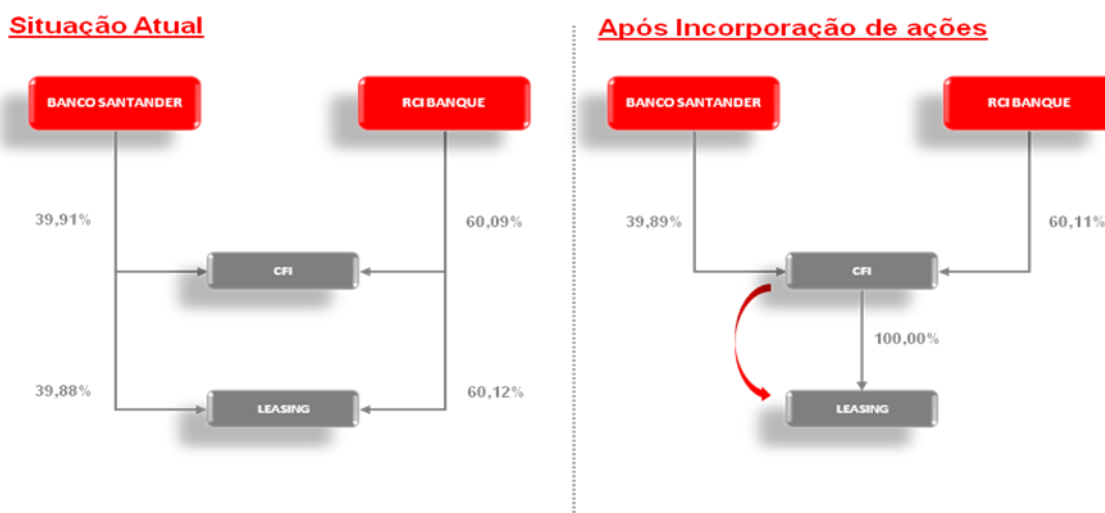 Situação Atual
BANCO SANTANDER
RCI BANQUE
39,91%
60,09%
CFI
39,88%
60,12%
LEASING
Após Incorporação de ações
BANCO SANTANDER
RCI BANQUE
39,89%
60,11%
CFI
100,00%
LEASING